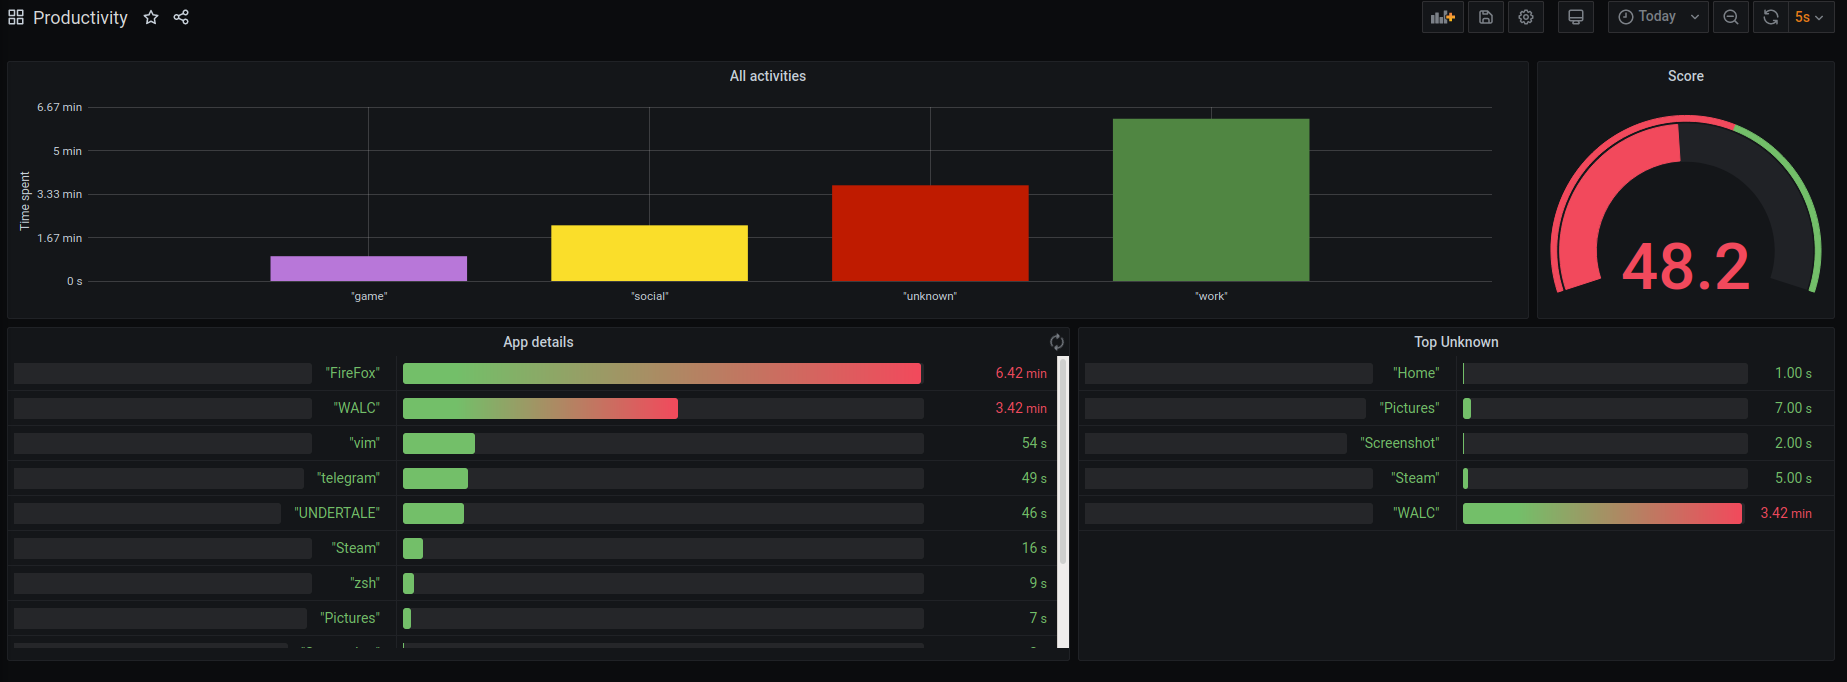 Productivity
Today
5s
All activities
Time spent
6.67 min
5 min
3.33 min
1.67 min
0 s
"game"
"social"
"unknown"
"work"
Score
48.2
App details
"FireFox" 6.42 min
"WALC" 3.42 min
"vim" 54 s
"telegram" 49 s
"UNDERTALE" 46 s
"Steam" 16 s
"zsh" 9 s
"Pictures" 7 s
Top Unknown
"Home" 1.00 s
"Pictures" 7.00 s
"Screenshot" 2.00 s
"Steam" 5.00 s
"WALC" 3.42 min